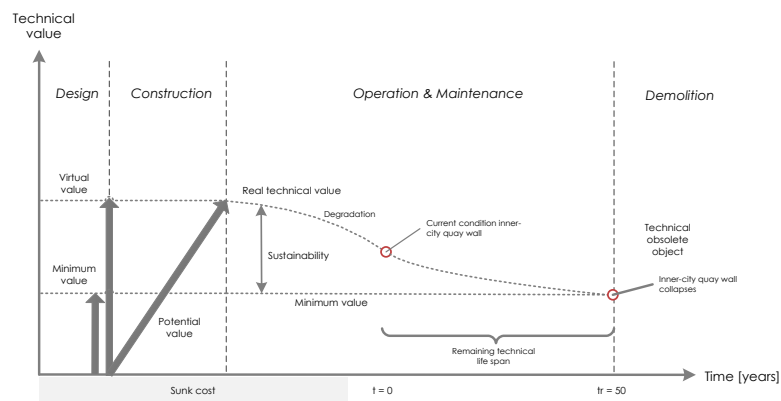 Technical
value
Design
Construction
Operation & Maintenance
Demolition
Virtual
value
Real technical value
Degradation
Current condition inner-
city quay wall
Technical
obsolete
object
Sustainability
Minimum
value
Inner-city quay wall
collapses
Minimum value
Potential
value
Remaining technical
life span
Time [years]
Sunk cost
t = 0
tr = 50